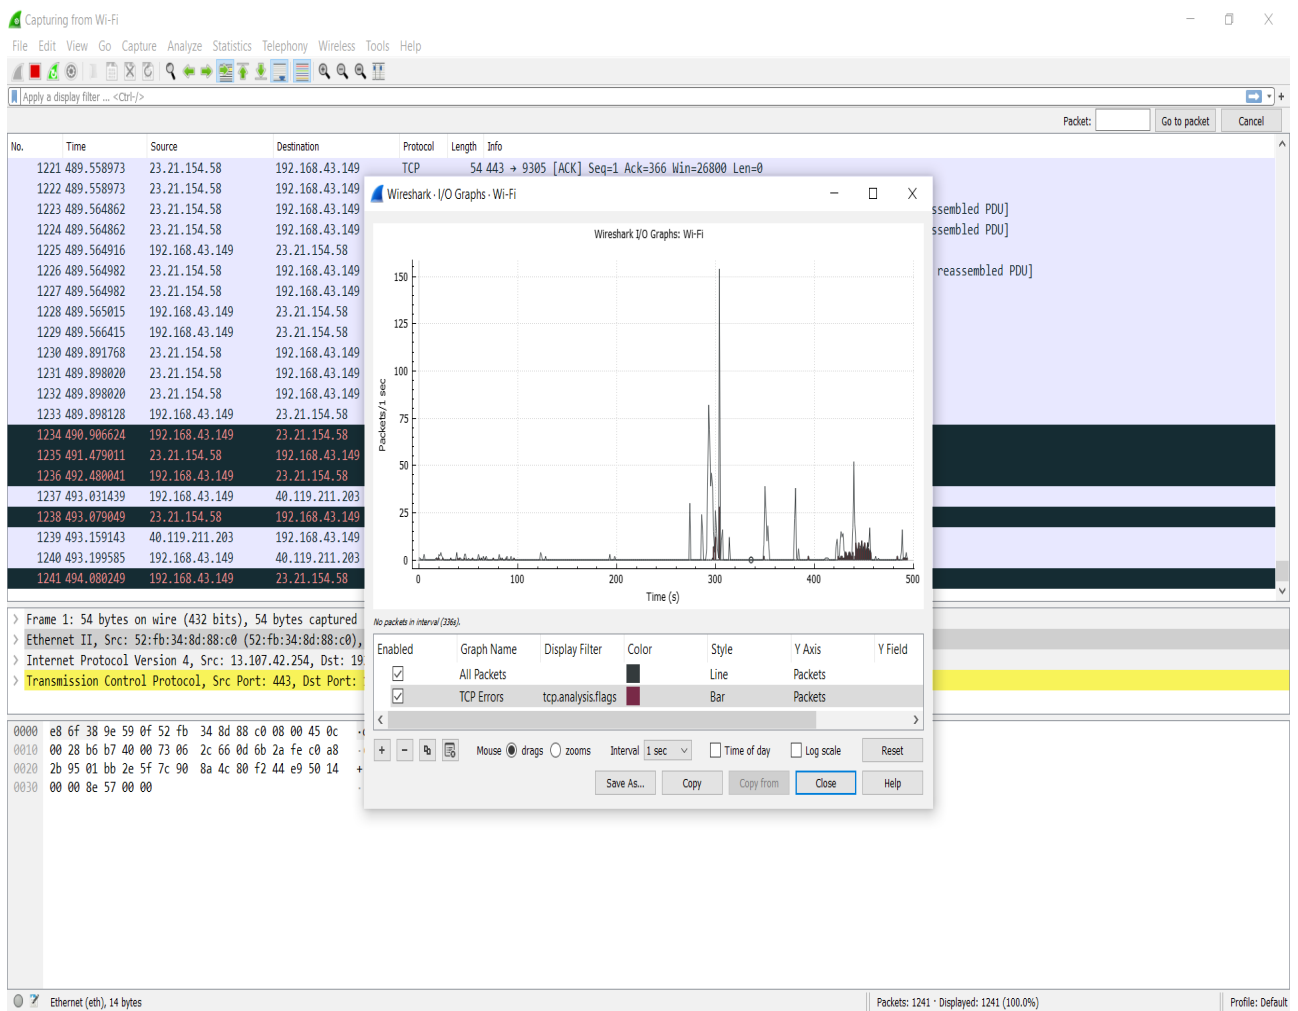 Capturing from Wi-Fi
File Edit View Go Capture Analyze Statistics Telephony Wireless Tools Help
Apply a display filter ... <Ctrl-/>
Packet: Go to packet Cancel
No. Time Source Destination Protocol Length Info
1221 489.558973 23.21.154.58 192.168.43.149 TCP 54 443 → 9305 [ACK] Seq=1 Ack=366 Win=26800 Len=0
1222 489.558973 23.21.154.58 192.168.43.149
1223 489.564862 23.21.154.58 192.168.43.149 ssembled PDU]
1224 489.564862 23.21.154.58 192.168.43.149 ssembled PDU]
1225 489.564916 192.168.43.149 23.21.154.58
1226 489.564982 23.21.154.58 192.168.43.149 reassembled PDU]
1227 489.564982 23.21.154.58 192.168.43.149
1228 489.565015 192.168.43.149 23.21.154.58
1229 489.566415 192.168.43.149 23.21.154.58
1230 489.891768 23.21.154.58 192.168.43.149
1231 489.898020 23.21.154.58 192.168.43.149
1232 489.898020 23.21.154.58 192.168.43.149
1233 489.898128 192.168.43.149 23.21.154.58
1234 490.906624 192.168.43.149 23.21.154.58
1235 491.479011 23.21.154.58 192.168.43.149
1236 492.480041 192.168.43.149 23.21.154.58
1237 493.031439 192.168.43.149 40.119.211.203
1238 493.079049 23.21.154.58 192.168.43.149
1239 493.159143 40.119.211.203 192.168.43.149
1240 493.199585 192.168.43.149 40.119.211.203
1241 494.080249 192.168.43.149 23.21.154.58
Wireshark · I/O Graphs · Wi-Fi
Wireshark I/O Graphs: Wi-Fi
Packets/1 sec
150
125
100
75
50
25
0
0 100 200 300 400 500
Time (s)
No packets in interval (336s).
Enabled Graph Name Display Filter Color Style Y Axis Y Field
All Packets Line Packets
TCP Errors tcp.analysis.flags Bar Packets
+ − Mouse drags zooms Interval 1 sec Time of day Log scale Reset
Save As... Copy Copy from Close Help
> Frame 1: 54 bytes on wire (432 bits), 54 bytes captured
> Ethernet II, Src: 52:fb:34:8d:88:c0 (52:fb:34:8d:88:c0),
> Internet Protocol Version 4, Src: 13.107.42.254, Dst: 19
> Transmission Control Protocol, Src Port: 443, Dst Port:
0000 e8 6f 38 9e 59 0f 52 fb 34 8d 88 c0 08 00 45 0c
0010 00 28 b6 b7 40 00 73 06 2c 66 0d 6b 2a fe c0 a8
0020 2b 95 01 bb 2e 5f 7c 90 8a 4c 80 f2 44 e9 50 14 +
0030 00 00 8e 57 00 00
Ethernet (eth), 14 bytes
Packets: 1241 · Displayed: 1241 (100.0%)
Profile: Default